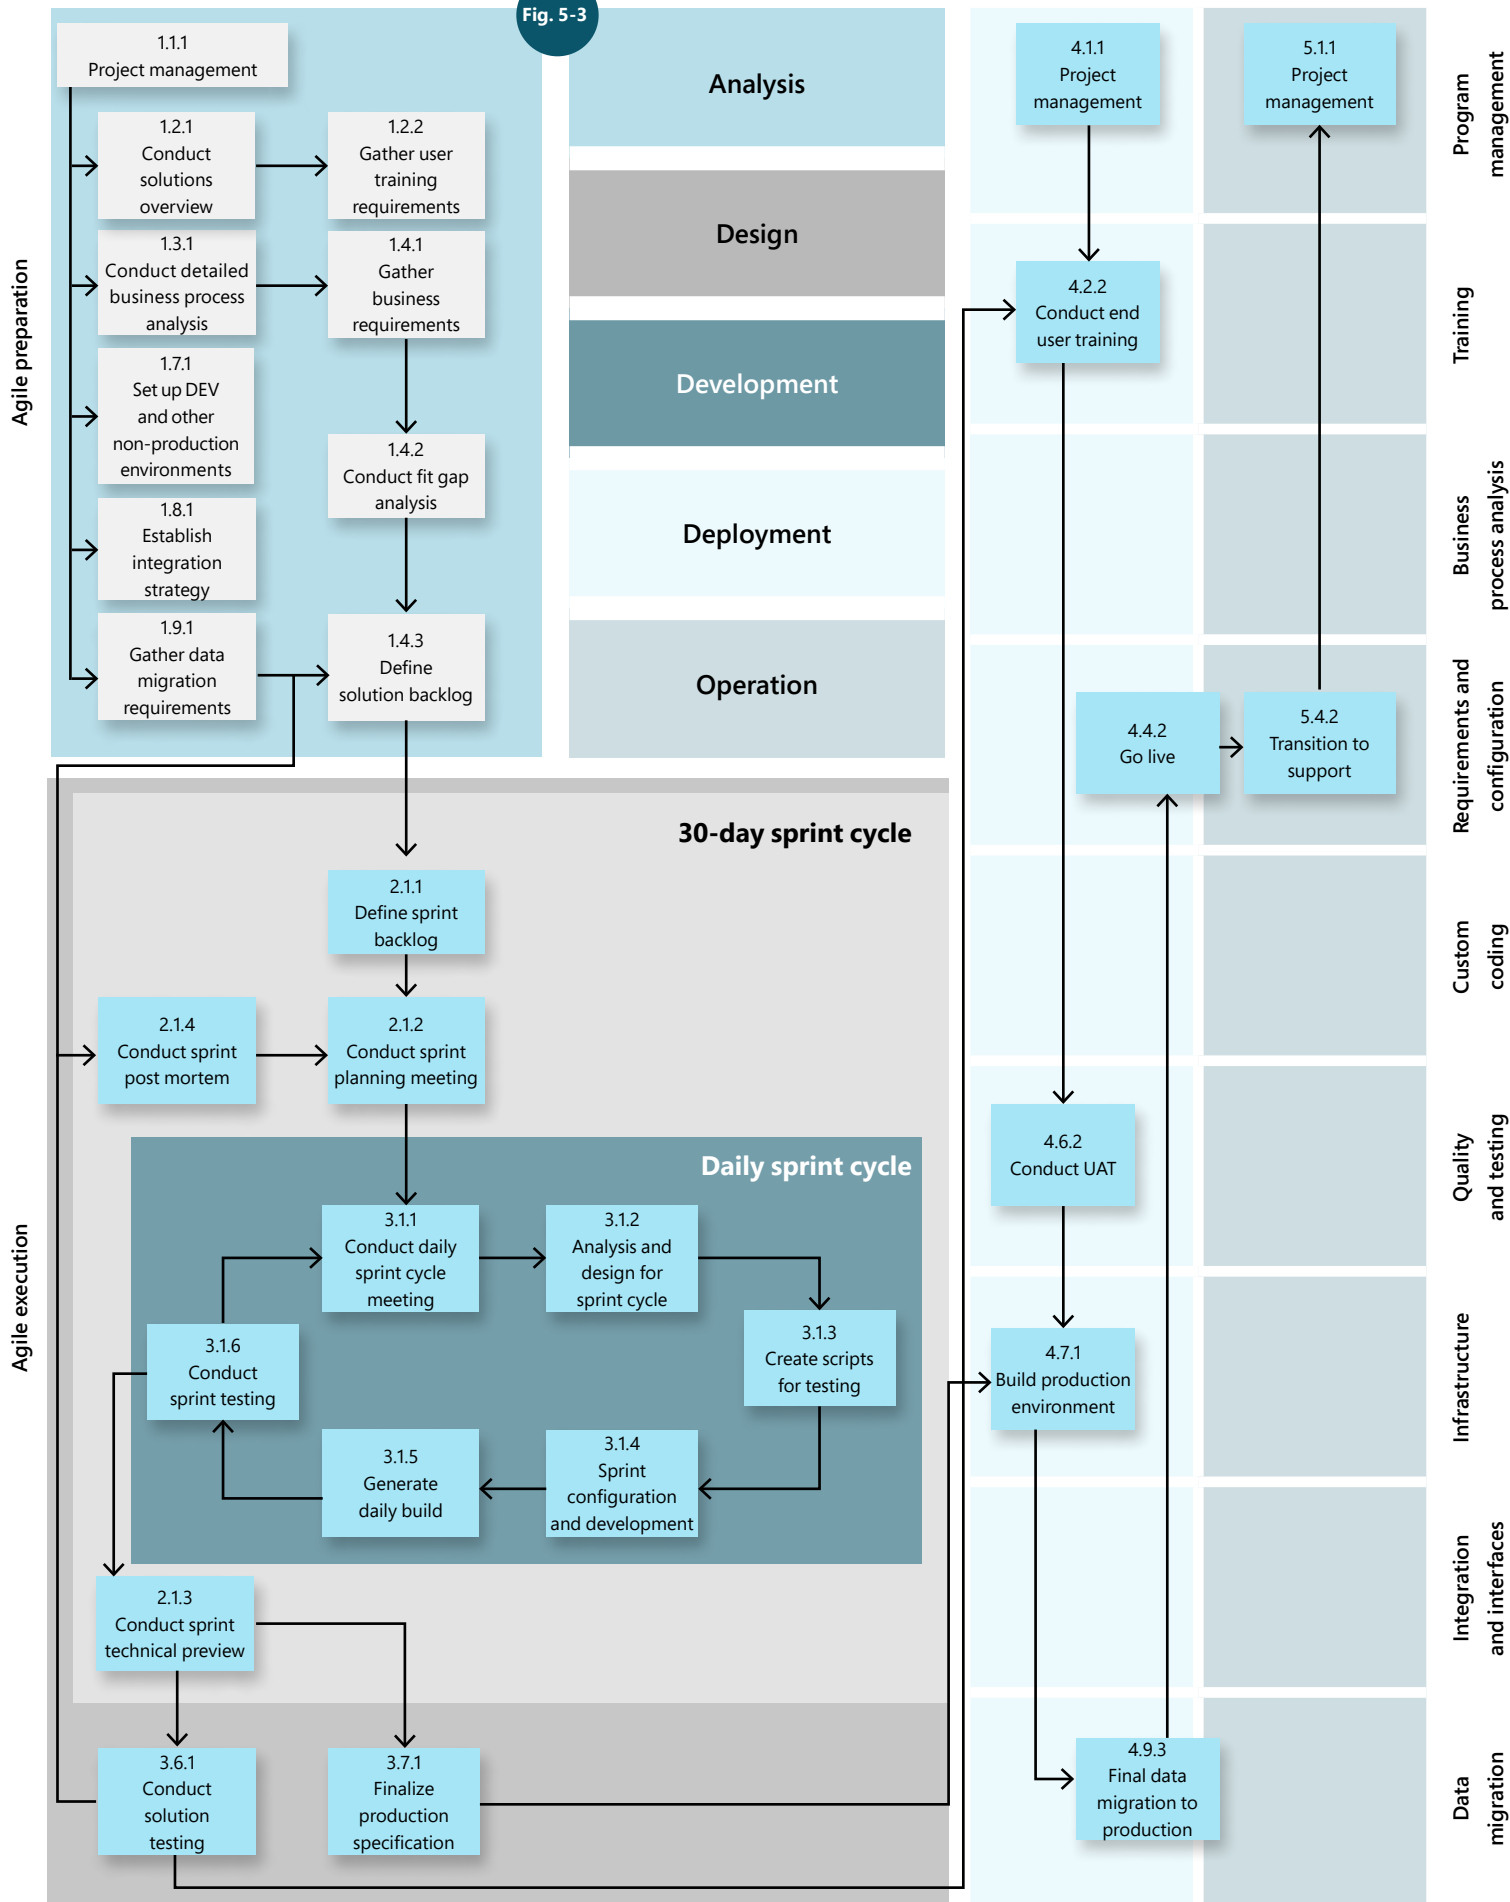 Fig. 5-3
Agile preparation
1.1.1
Project management
1.2.1
Conduct
solutions
overview
1.2.2
Gather user
training
requirements
1.3.1
Conduct detailed
business process
analysis
1.4.1
Gather
business
requirements
1.7.1
Set up DEV
and other
non-production
environments
1.4.2
Conduct fit gap
analysis
1.8.1
Establish
integration
strategy
1.9.1
Gather data
migration
requirements
1.4.3
Define
solution backlog
Analysis
Design
Development
Deployment
Operation
Agile execution
30-day sprint cycle
2.1.1
Define sprint
backlog
2.1.4
Conduct sprint
post mortem
2.1.2
Conduct sprint
planning meeting
Daily sprint cycle
3.1.1
Conduct daily
sprint cycle
meeting
3.1.2
Analysis and
design for
sprint cycle
3.1.3
Create scripts
for testing
3.1.6
Conduct
sprint testing
3.1.5
Generate
daily build
3.1.4
Sprint
configuration
and development
2.1.3
Conduct sprint
technical preview
3.6.1
Conduct
solution
testing
3.7.1
Finalize
production
specification
4.1.1
Project
management
5.1.1
Project
management
4.2.2
Conduct end
user training
4.4.2
Go live
5.4.2
Transition to
support
4.6.2
Conduct UAT
4.7.1
Build production
environment
4.9.3
Final data
migration to
production
Program
management
Training
Business
process analysis
Requirements and
configuration
Custom
coding
Quality
and testing
Infrastructure
Integration
and interfaces
Data
migration